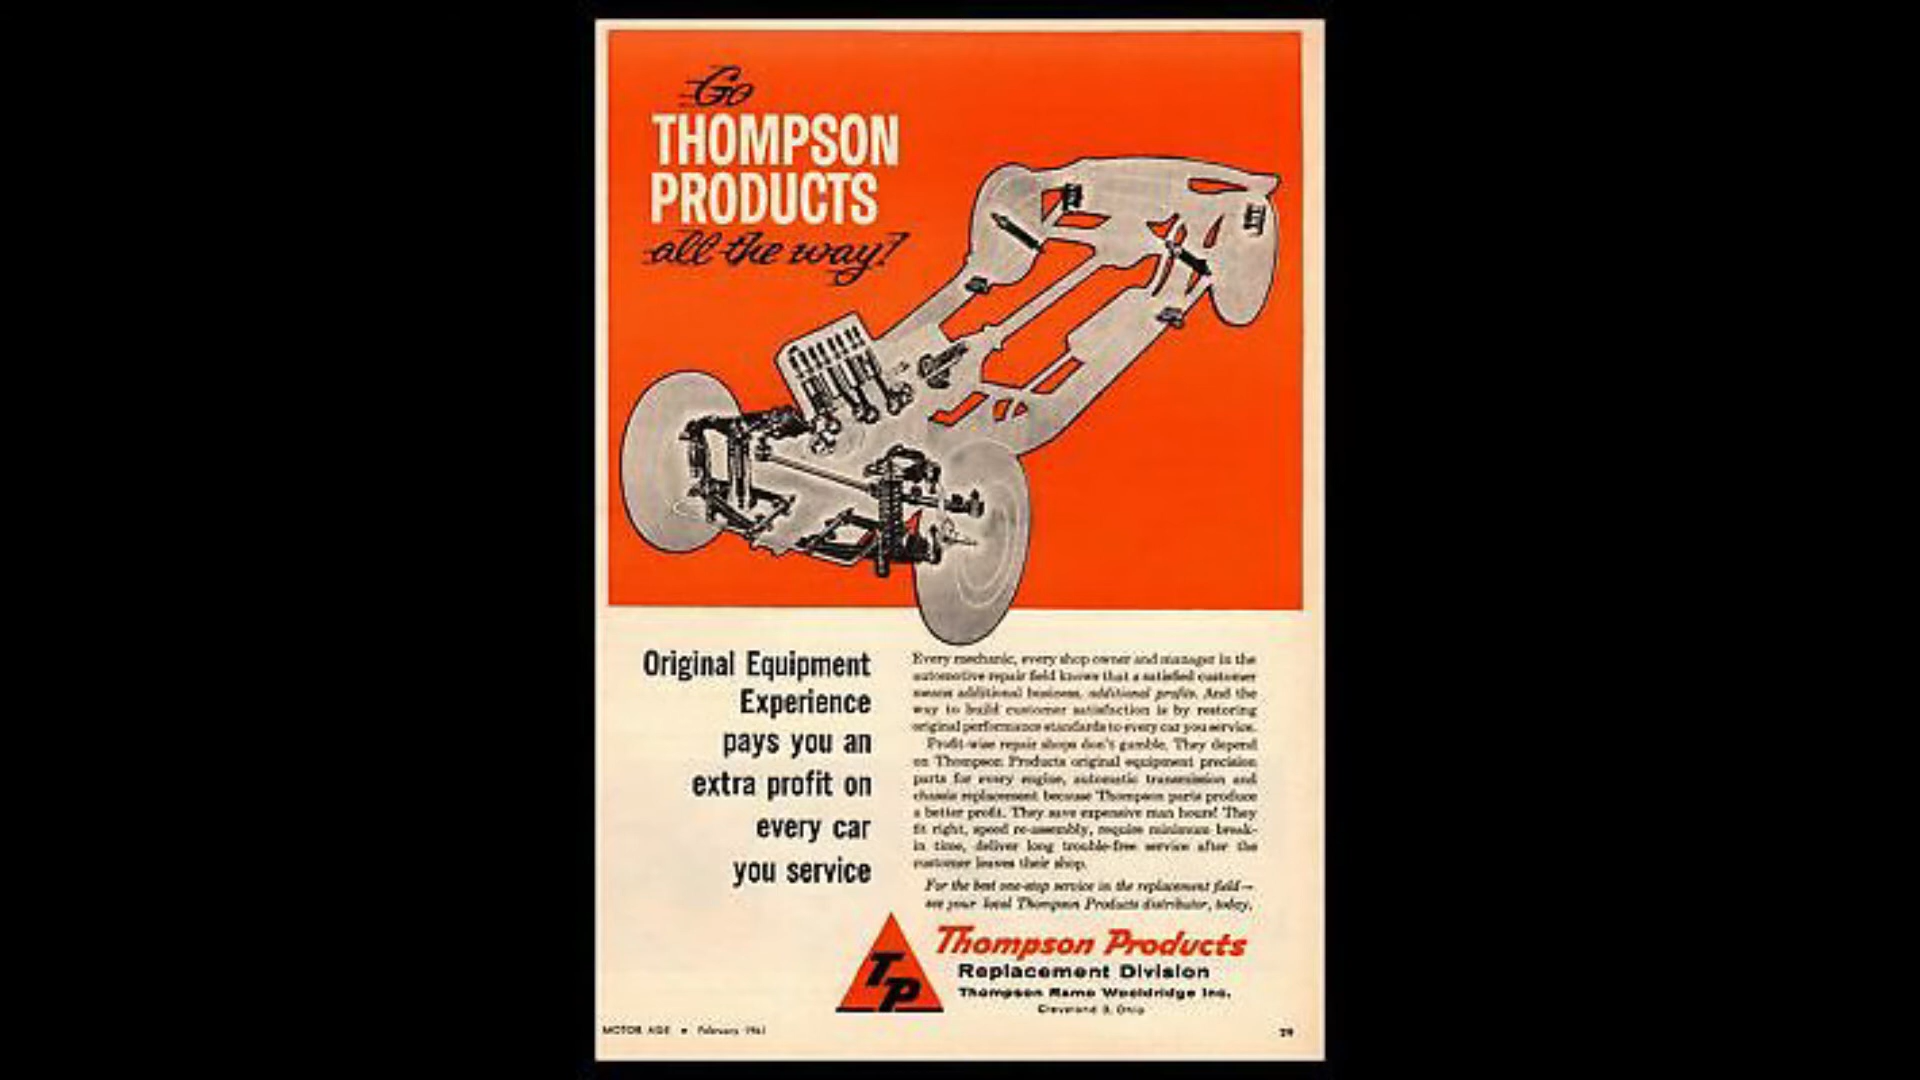 Go
THOMPSON
PRODUCTS
all the way!
Original Equipment
Experience
pays you an
extra profit on
every car
you service
Every mechanic, every shop owner and manager in the
automotive repair field knows that a satisfied customer
means additional business, additional profits. And the
way to build customer satisfaction is by restoring
original performance standards to every car you service.
Profit-wise repair shops don't gamble. They depend
on Thompson Products original equipment precision
parts for every engine, automatic transmission and
chassis replacement because Thompson parts produce
a better profit. They save expensive man hours! They
fit right, speed re-assembly, require minimum break-
in time, deliver long trouble-free service after the
customer leaves their shop.
For the best one-stop service in the replacement field—
see your local Thompson Products distributor, today.
TP
Thompson Products
Replacement Division
Thompson Ramo Wooldridge Inc.
Cleveland 3, Ohio
MOTOR AGE • February 1961
29